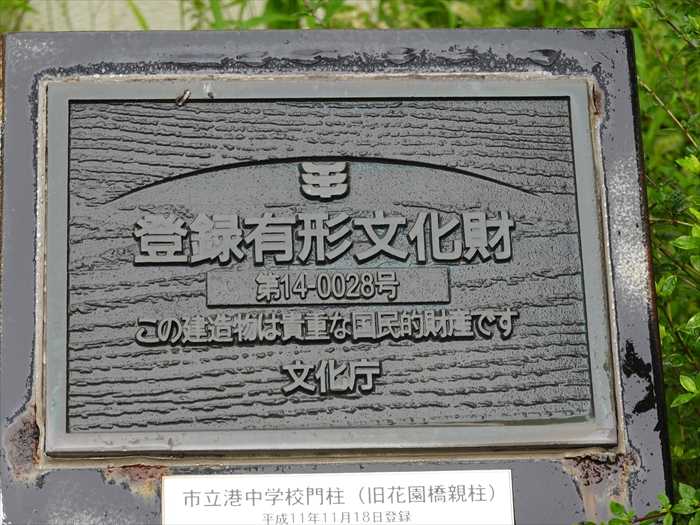 登録有形文化財
第14-0028号
この建造物は貴重な国民的財産です
文化庁
市立港中学校門柱（旧花園橋親柱）
平成11年11月18日登録